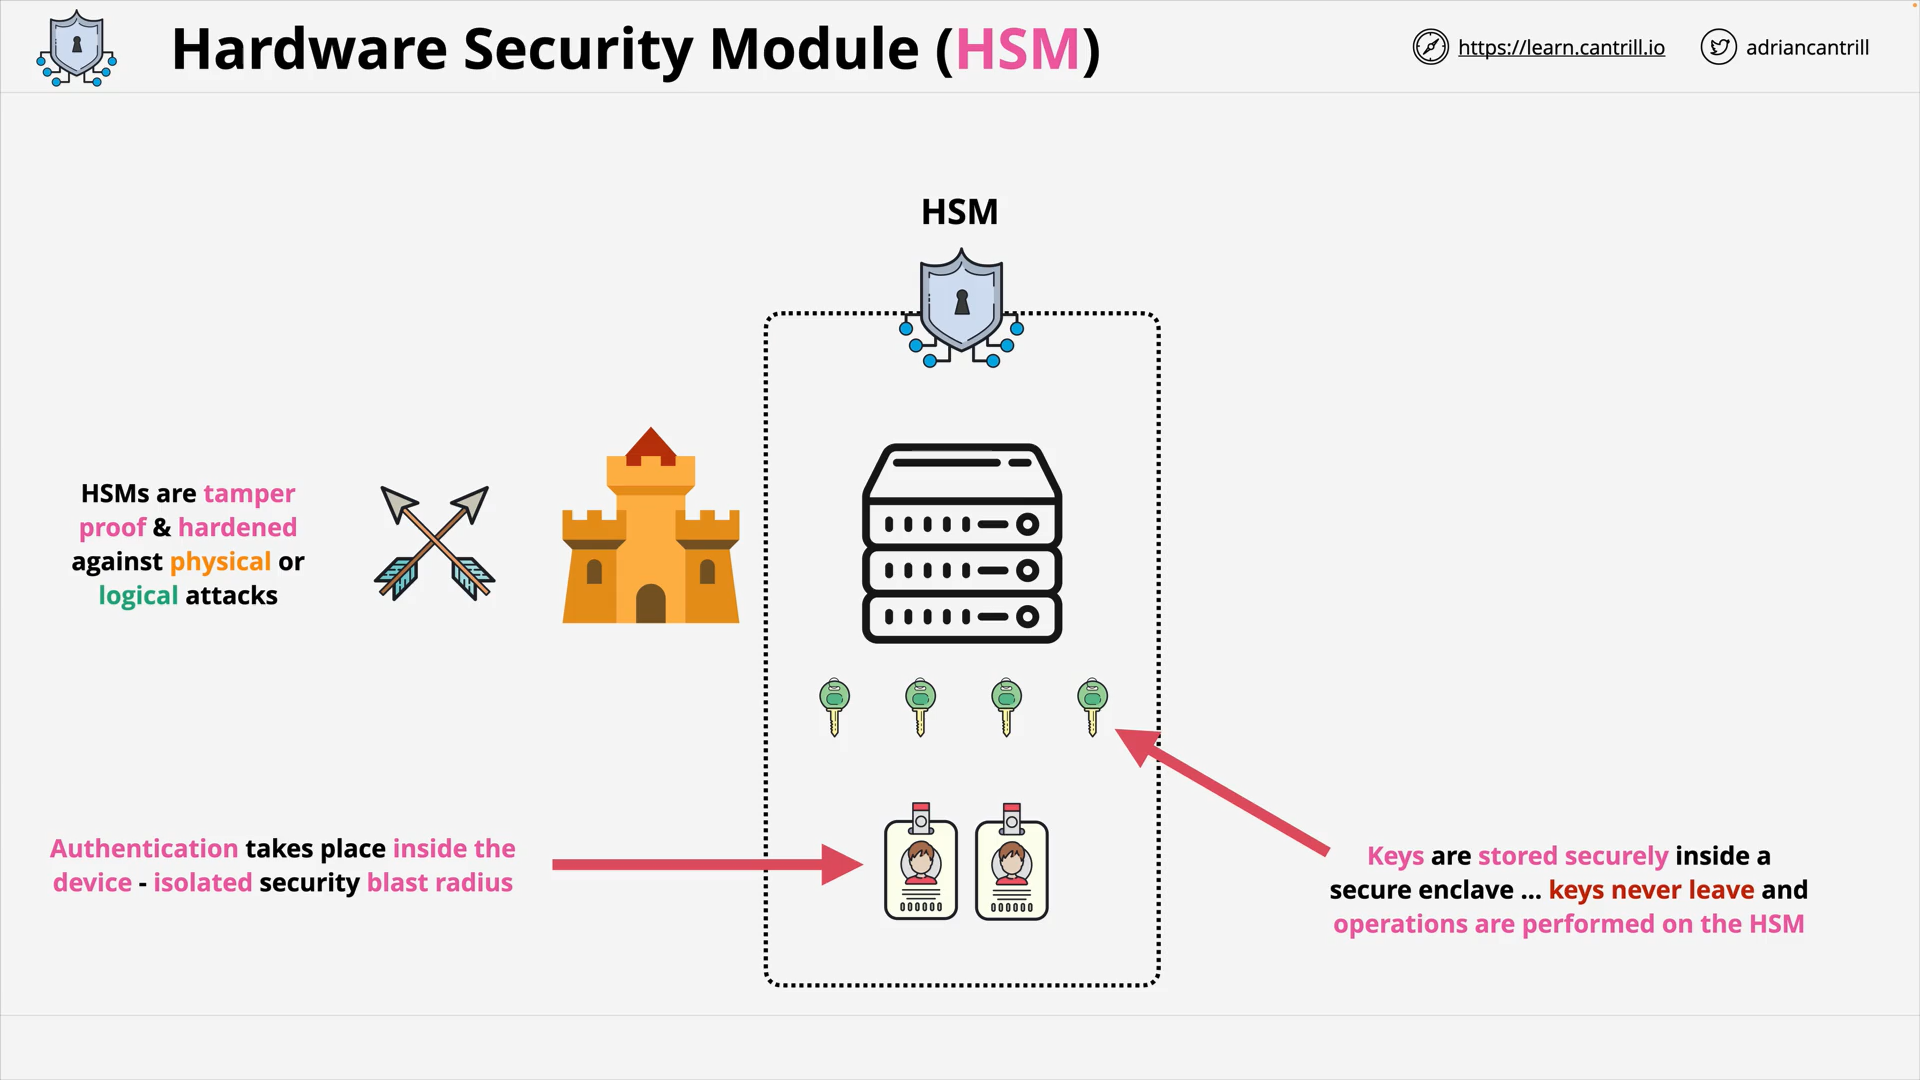 Hardware Security Module (HSM)
https://learn.cantrill.io
adriancantrill
HSM
HSMs are tamper
proof & hardened
against physical or
logical attacks
Authentication takes place inside the
device - isolated security blast radius
Keys are stored securely inside a
secure enclave ... keys never leave and
operations are performed on the HSM